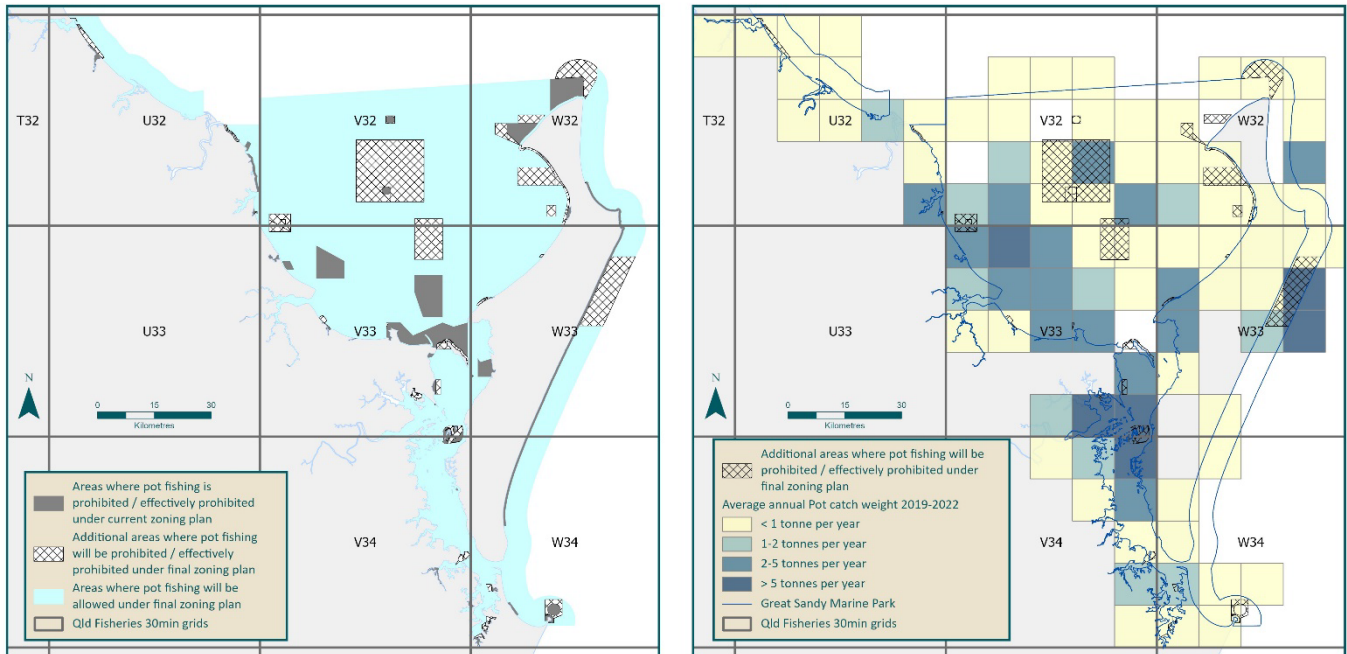 T32
U32
V32
W32
U33
V33
W33
N
0 15 30
Kilometres
Areas where pot fishing is
prohibited / effectively prohibited
under current zoning plan
Additional areas where pot fishing
will be prohibited / effectively
prohibited under final zoning plan
Areas where pot fishing will be
allowed under final zoning plan
Qld Fisheries 30min grids
V34
W34
T32
U32
V32
W32
U33
V33
W33
N
0 15 30
Kilometres
Additional areas where pot fishing will be
prohibited / effectively prohibited under
final zoning plan
Average annual Pot catch weight 2019-2022
< 1 tonne per year
1-2 tonnes per year
2-5 tonnes per year
> 5 tonnes per year
Great Sandy Marine Park
Qld Fisheries 30min grids
V34
W34